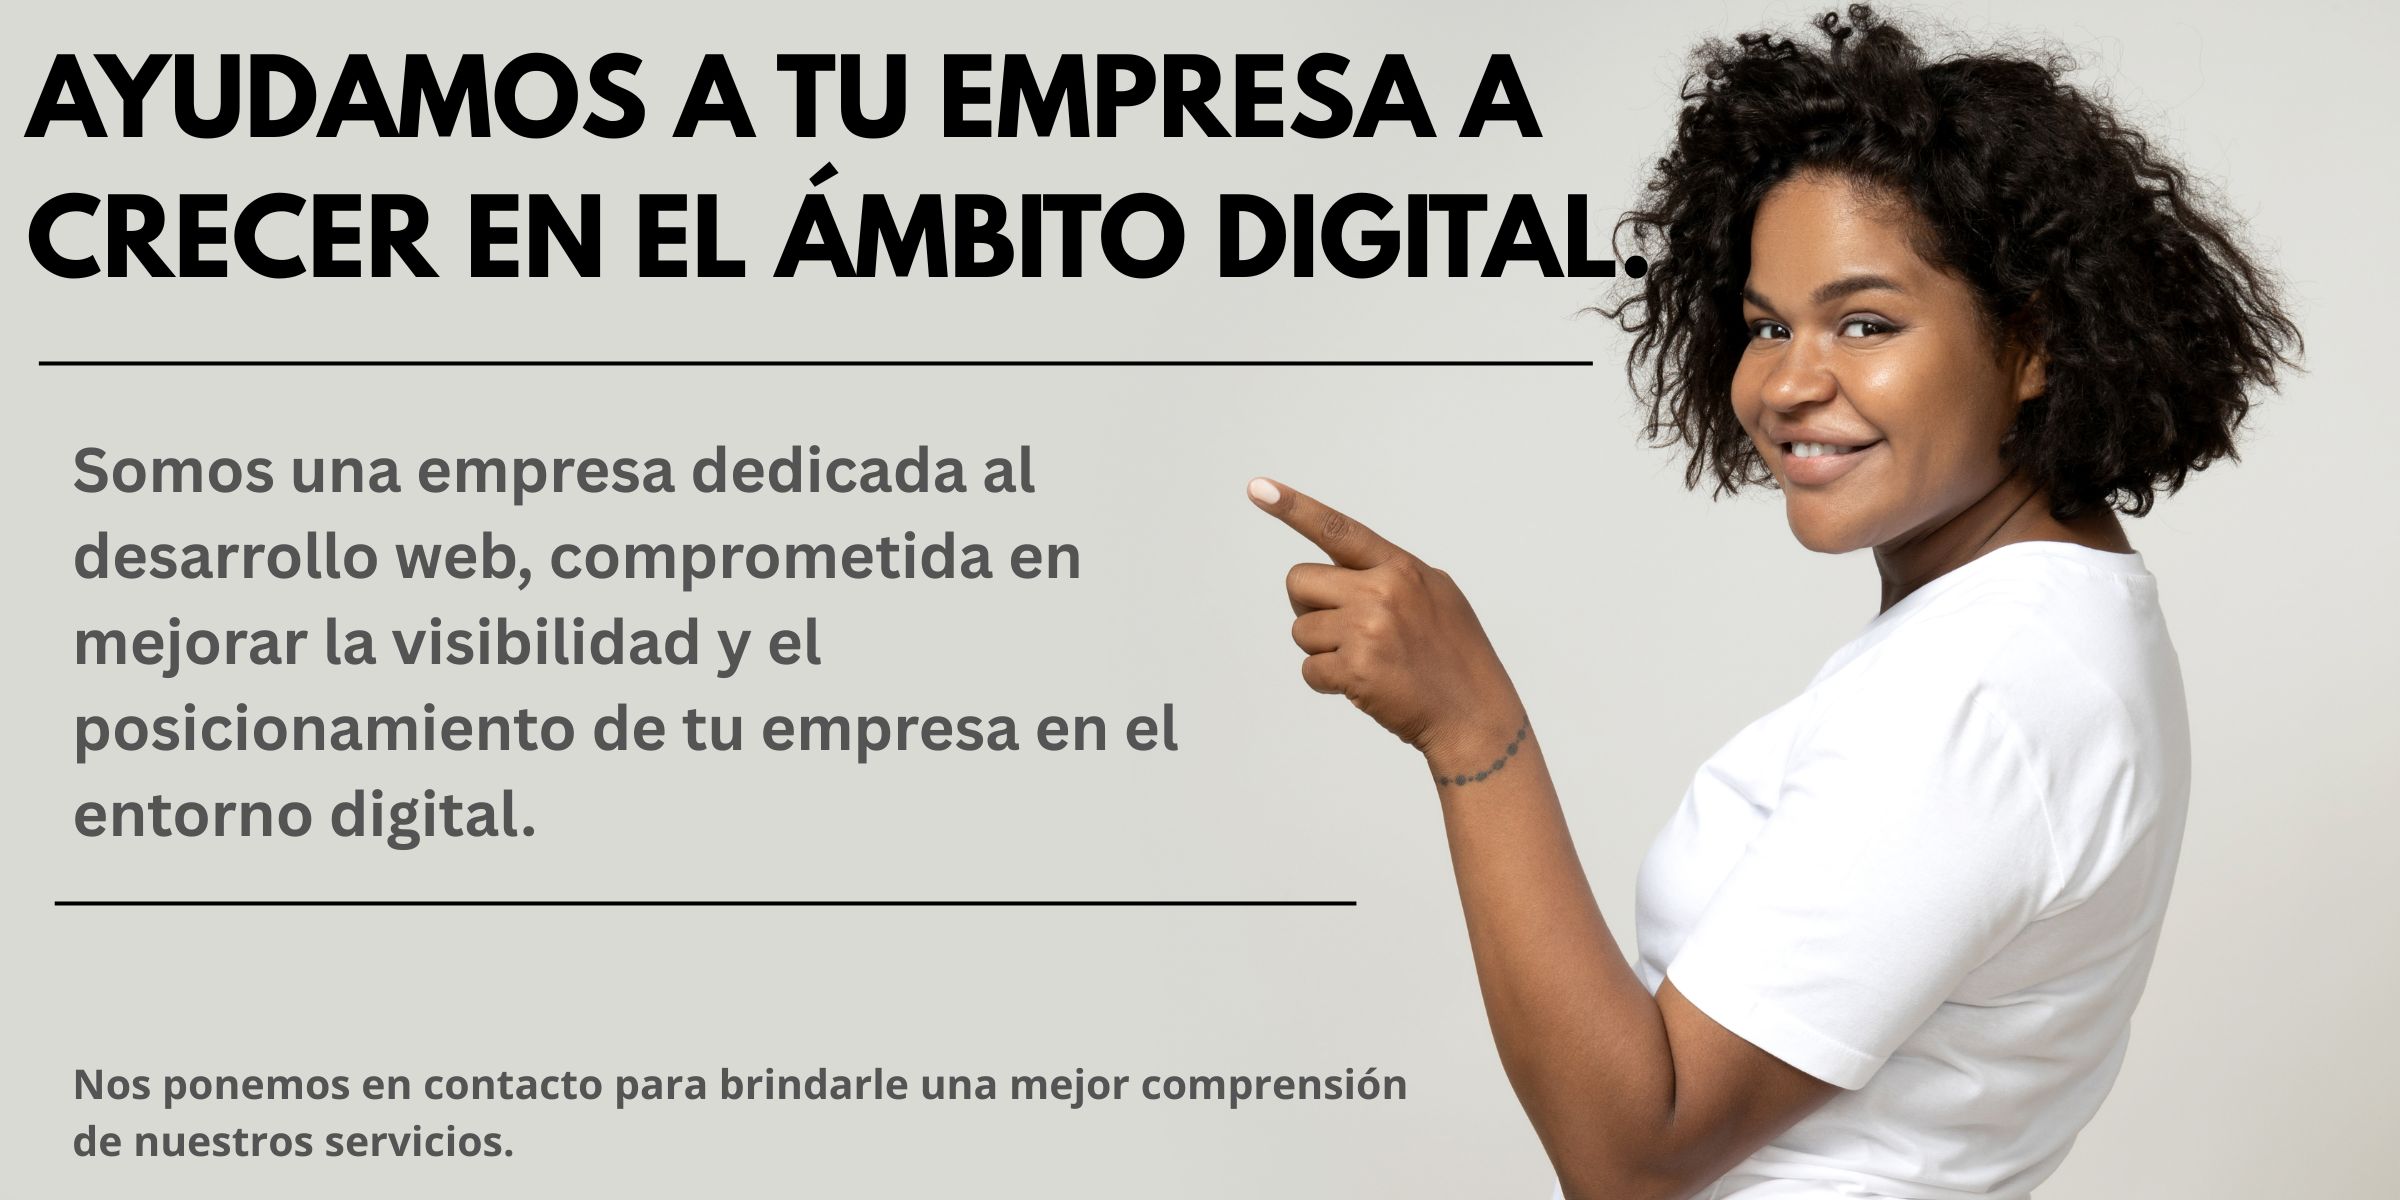 AYUDAMOS A TU EMPRESA A
CRECER EN EL ÁMBITO DIGITAL.
Somos una empresa dedicada al
desarrollo web, comprometida en
mejorar la visibilidad y el
posicionamiento de tu empresa en el
entorno digital.
Nos ponemos en contacto para brindarle una mejor comprensión
de nuestros servicios.